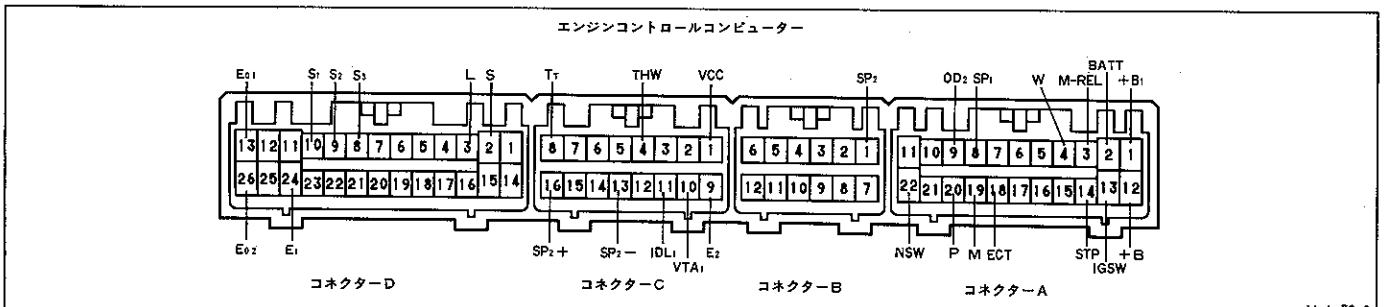 エンジンコントロールコンピューター
E₀₁ S₁ S₂ S₃ L S Tᴛ THW VCC SP₂ OD₂ SP₁ W M-REL BATT +B₁
13 12 11 10 9 8 7 6 5 4 3 2 1
26 25 24 23 22 21 20 19 18 17 16 15 14
8 7 6 5 4 3 2 1
16 15 14 13 12 11 10 9
6 5 4 3 2 1
12 11 10 9 8 7
11 10 9 8 7 6 5 4 3 2 1
22 21 20 19 18 17 16 15 14 13 12
E₀₂ E₁ SP₂+ SP₂− IDL₁ VTA₁ E₂ NSW P M ECT STP IGSW +B
コネクターD コネクターC コネクターB コネクターA